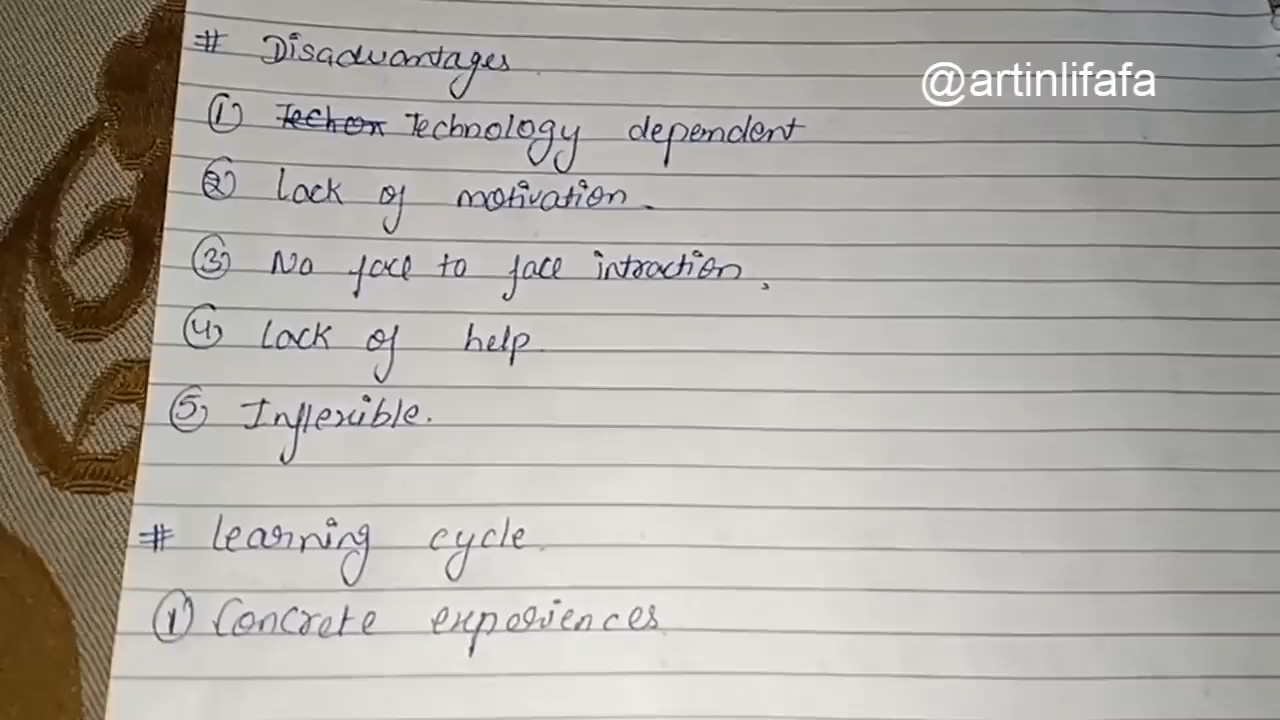 # Disadvantages
@artinlifafa
① Techon Technology dependent
② Lack of motivation.
③ No face to face intraction.
④ Lack of help
⑤ Inflexible.
# Learning cycle
① Concrete experiences